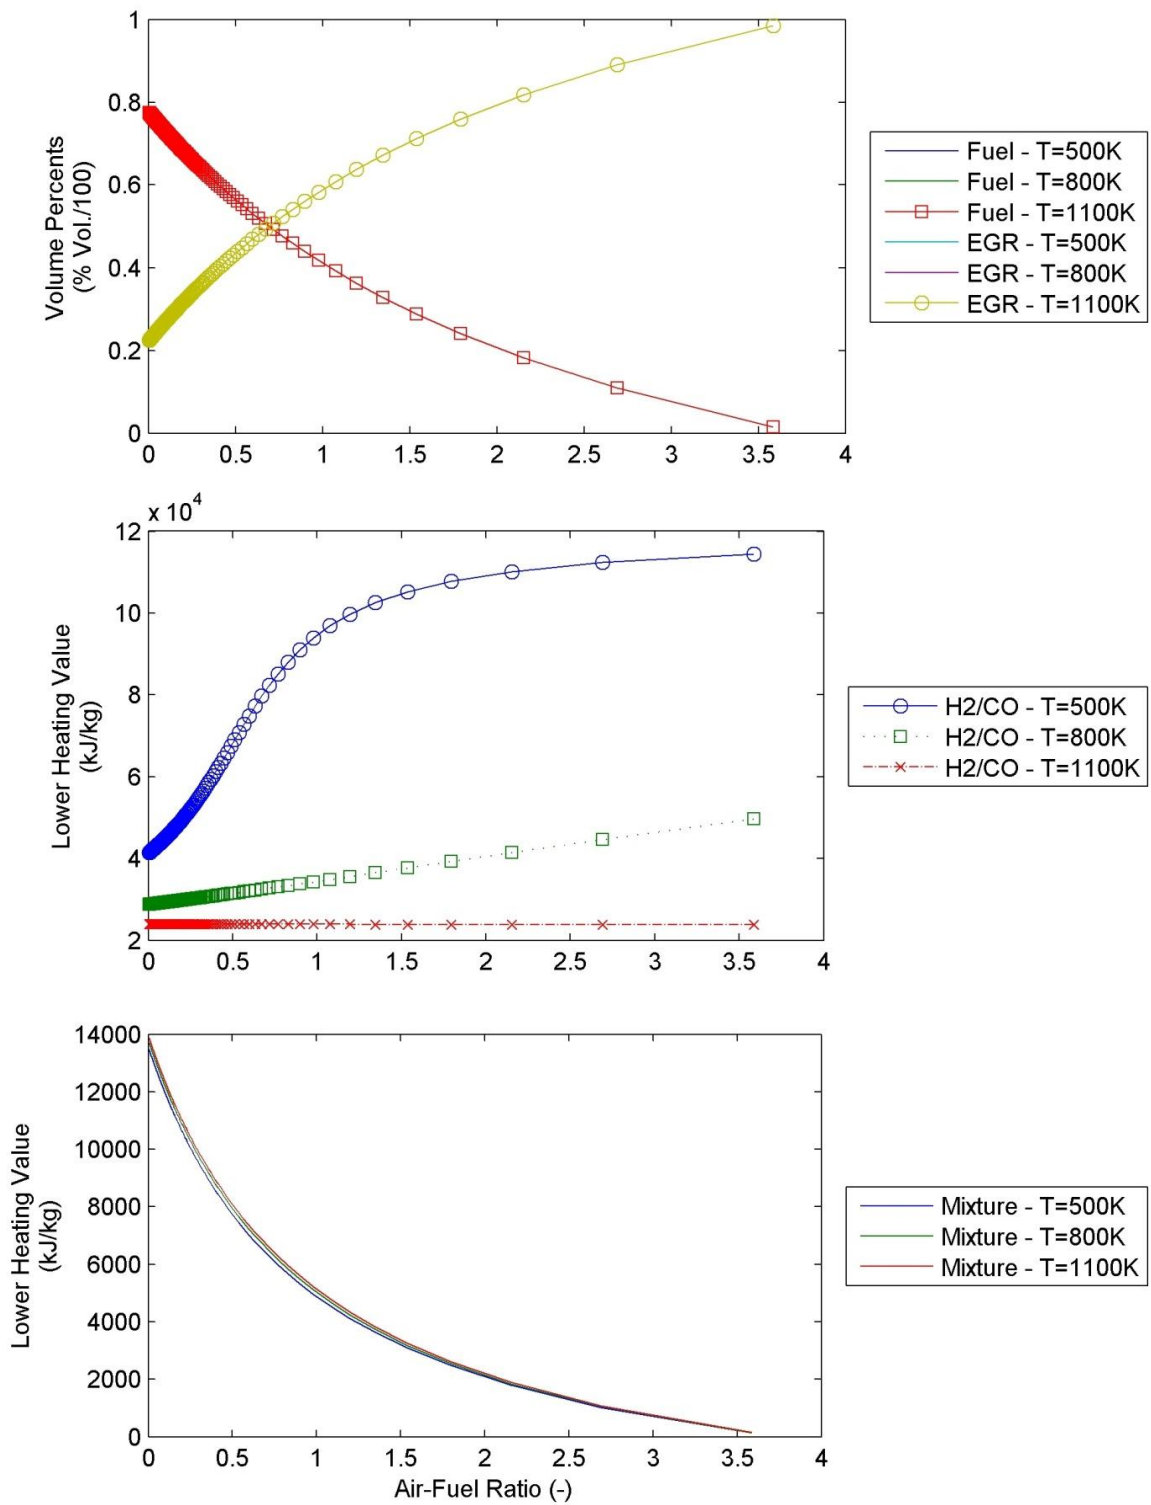 1
0.8
0.6
0.4
0.2
0
Volume Percents
(% Vol./100)
0 0.5 1 1.5 2 2.5 3 3.5 4
Fuel - T=500K
Fuel - T=800K
Fuel - T=1100K
EGR - T=500K
EGR - T=800K
EGR - T=1100K
x 10^4
12
10
8
6
4
2
Lower Heating Value
(kJ/kg)
0 0.5 1 1.5 2 2.5 3 3.5 4
H2/CO - T=500K
H2/CO - T=800K
H2/CO - T=1100K
14000
12000
10000
8000
6000
4000
2000
0
Lower Heating Value
(kJ/kg)
0 0.5 1 1.5 2 2.5 3 3.5 4
Air-Fuel Ratio (-)
Mixture - T=500K
Mixture - T=800K
Mixture - T=1100K